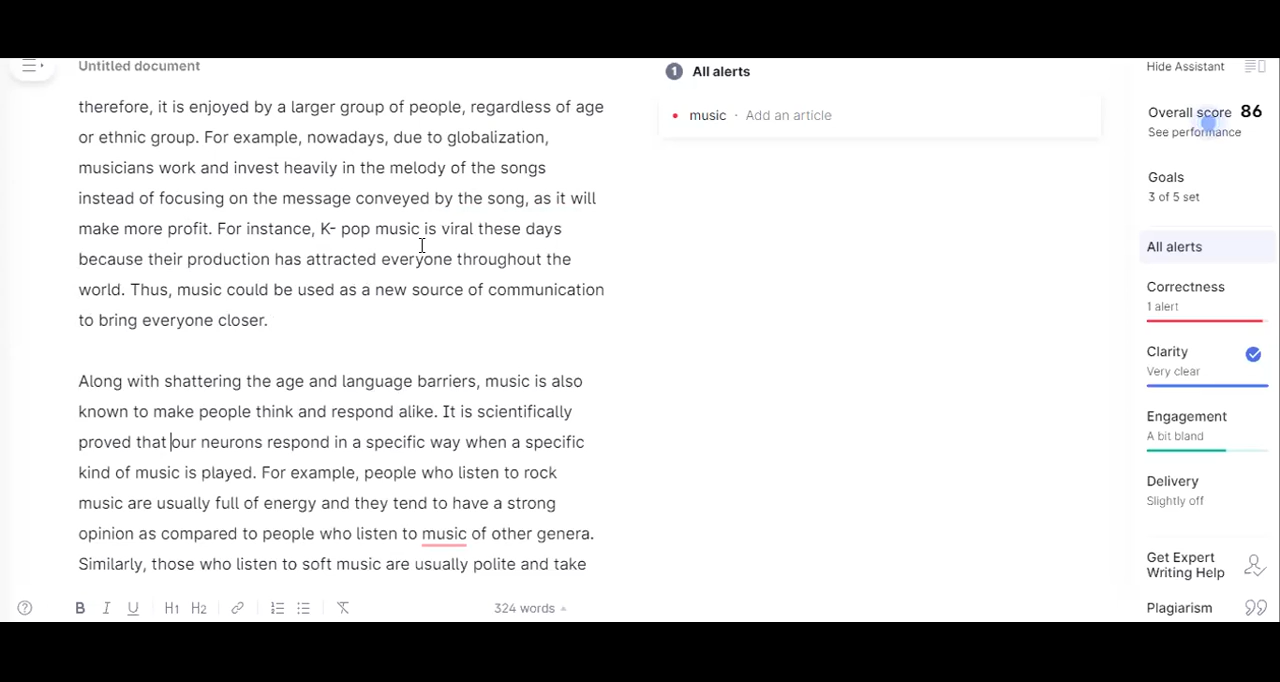 Untitled document
therefore, it is enjoyed by a larger group of people, regardless of age
or ethnic group. For example, nowadays, due to globalization,
musicians work and invest heavily in the melody of the songs
instead of focusing on the message conveyed by the song, as it will
make more profit. For instance, K- pop music is viral these days
because their production has attracted everyone throughout the
world. Thus, music could be used as a new source of communication
to bring everyone closer.
Along with shattering the age and language barriers, music is also
known to make people think and respond alike. It is scientifically
proved that our neurons respond in a specific way when a specific
kind of music is played. For example, people who listen to rock
music are usually full of energy and they tend to have a strong
opinion as compared to people who listen to music of other genera.
Similarly, those who listen to soft music are usually polite and take
B I U H1 H2
324 words
1 All alerts
music · Add an article
Hide Assistant
Overall score 86
See performance
Goals
3 of 5 set
All alerts
Correctness
1 alert
Clarity
Very clear
Engagement
A bit bland
Delivery
Slightly off
Get Expert
Writing Help
Plagiarism